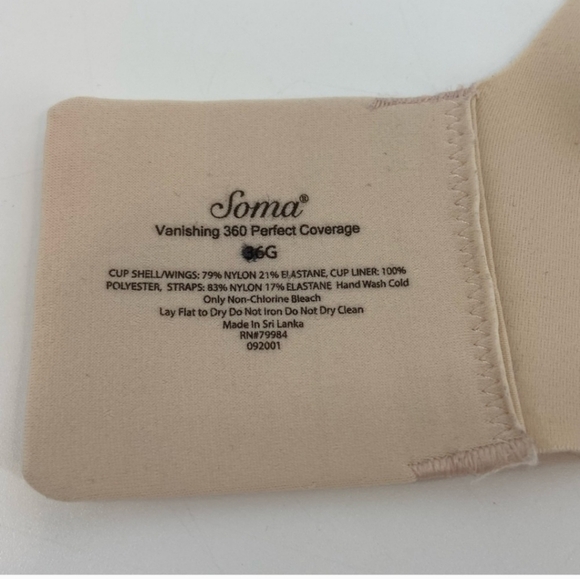 Soma®
Vanishing 360 Perfect Coverage
36G
CUP SHELL/WINGS: 79% NYLON 21% ELASTANE, CUP LINER: 100%
POLYESTER, STRAPS: 83% NYLON 17% ELASTANE Hand Wash Cold
Only Non-Chlorine Bleach
Lay Flat to Dry Do Not Iron Do Not Dry Clean
Made In Sri Lanka
RN#79984
092001